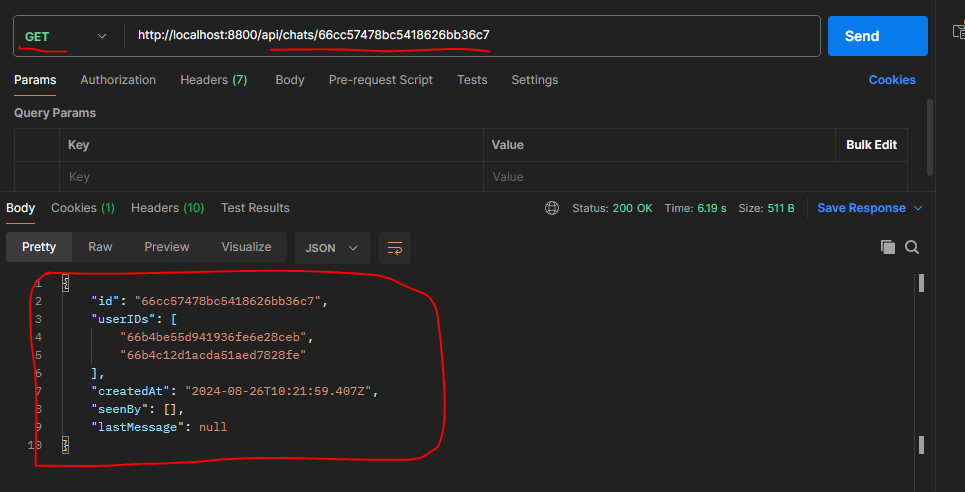 GET http://localhost:8800/api/chats/66cc57478bc5418626bb36c7 Send
Params Authorization Headers (7) Body Pre-request Script Tests Settings Cookies
Query Params
Key Value Bulk Edit
Key Value
Body Cookies (1) Headers (10) Test Results Status: 200 OK Time: 6.19 s Size: 511 B Save Response
Pretty Raw Preview Visualize JSON
1 {
2 "id": "66cc57478bc5418626bb36c7",
3 "userIDs": [
4 "66b4be55d941936fe6e28ceb",
5 "66b4c12d1acda51aed7828fe"
6 ],
7 "createdAt": "2024-08-26T10:21:59.407Z",
8 "seenBy": [],
9 "lastMessage": null
10 }